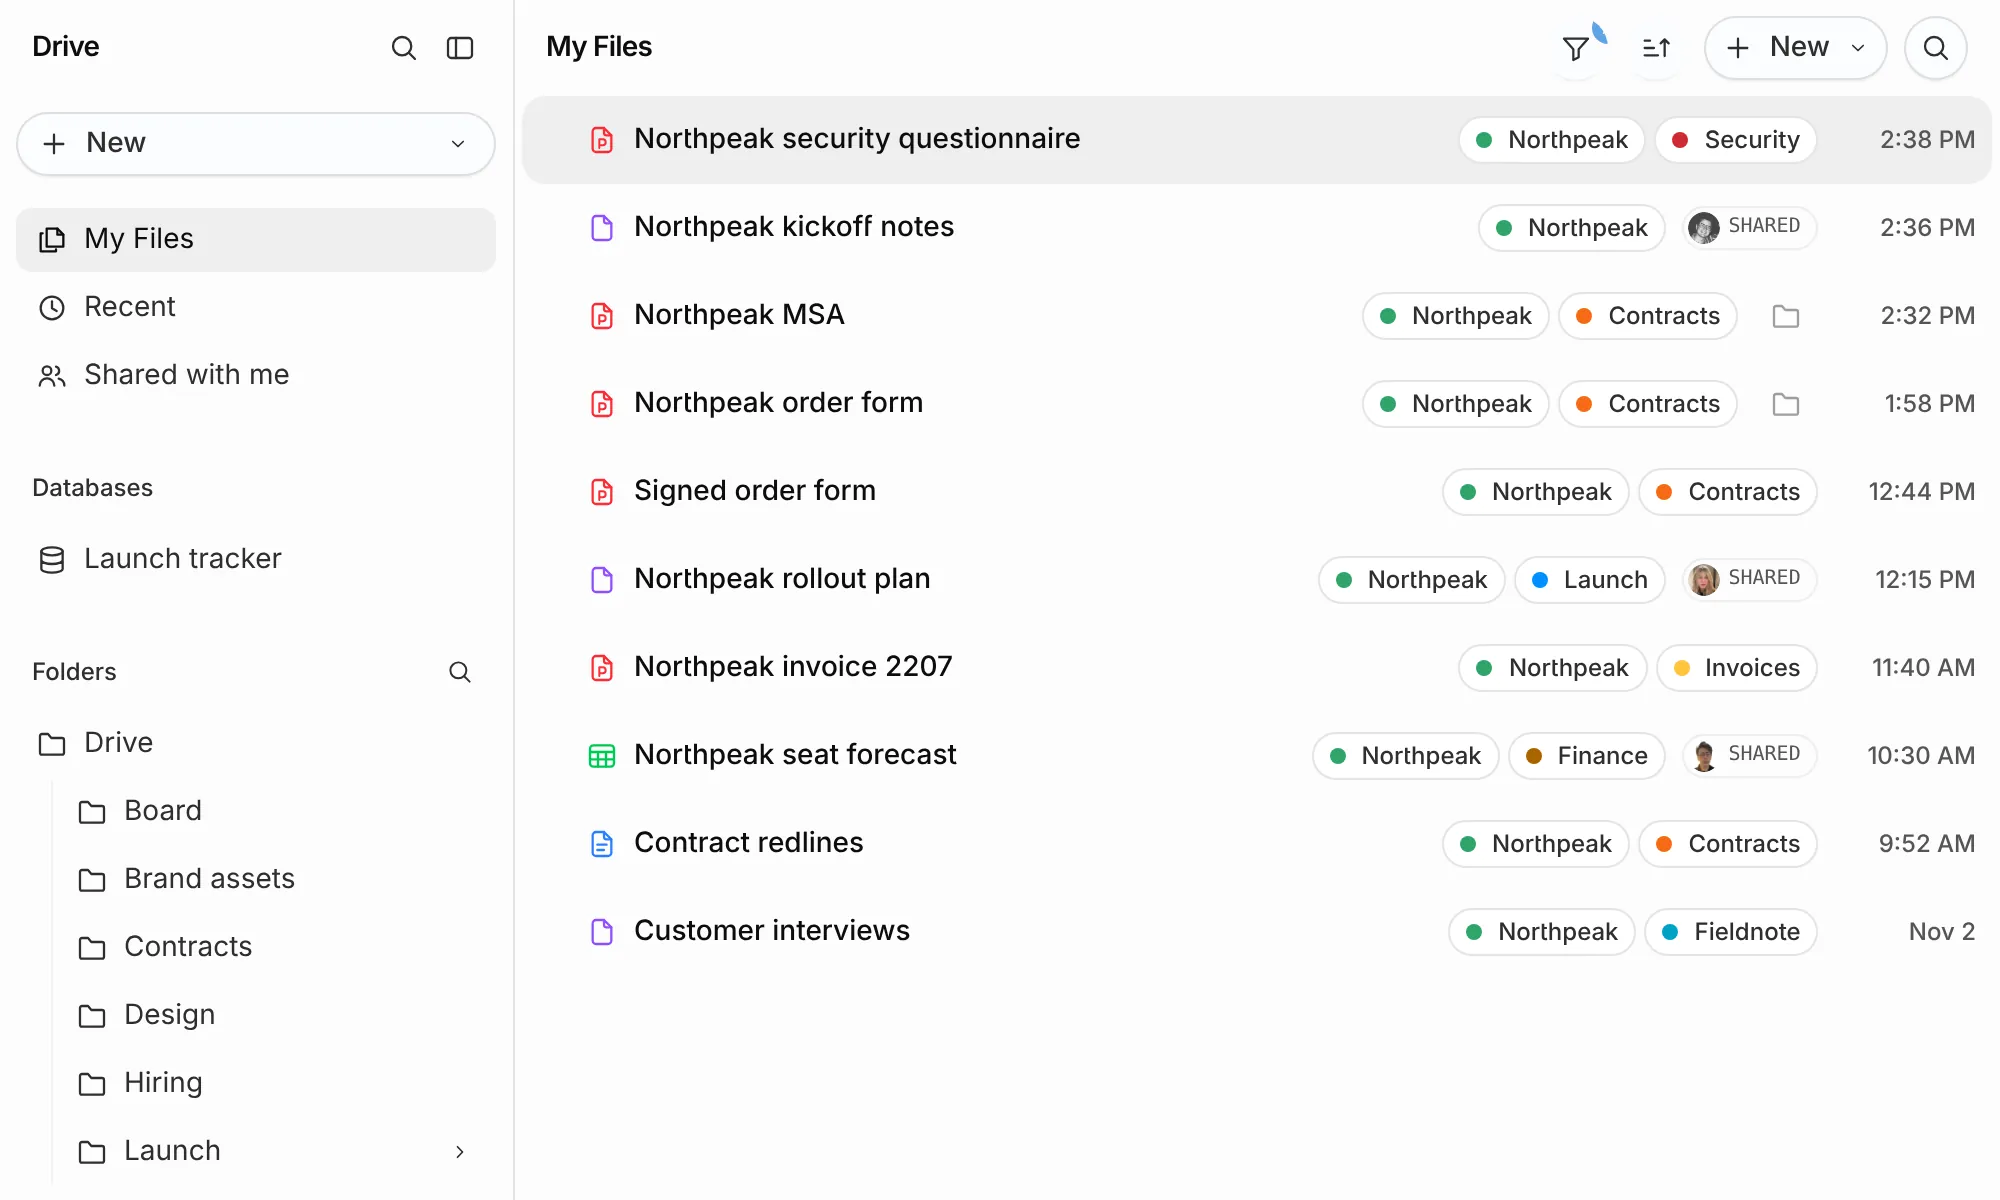 Drive
New
My Files
Recent
Shared with me
Databases
Launch tracker
Folders
Drive
Board
Brand assets
Contracts
Design
Hiring
Launch
My Files
New
Northpeak security questionnaire Northpeak Security 2:38 PM
Northpeak kickoff notes Northpeak SHARED 2:36 PM
Northpeak MSA Northpeak Contracts 2:32 PM
Northpeak order form Northpeak Contracts 1:58 PM
Signed order form Northpeak Contracts 12:44 PM
Northpeak rollout plan Northpeak Launch SHARED 12:15 PM
Northpeak invoice 2207 Northpeak Invoices 11:40 AM
Northpeak seat forecast Northpeak Finance SHARED 10:30 AM
Contract redlines Northpeak Contracts 9:52 AM
Customer interviews Northpeak Fieldnote Nov 2